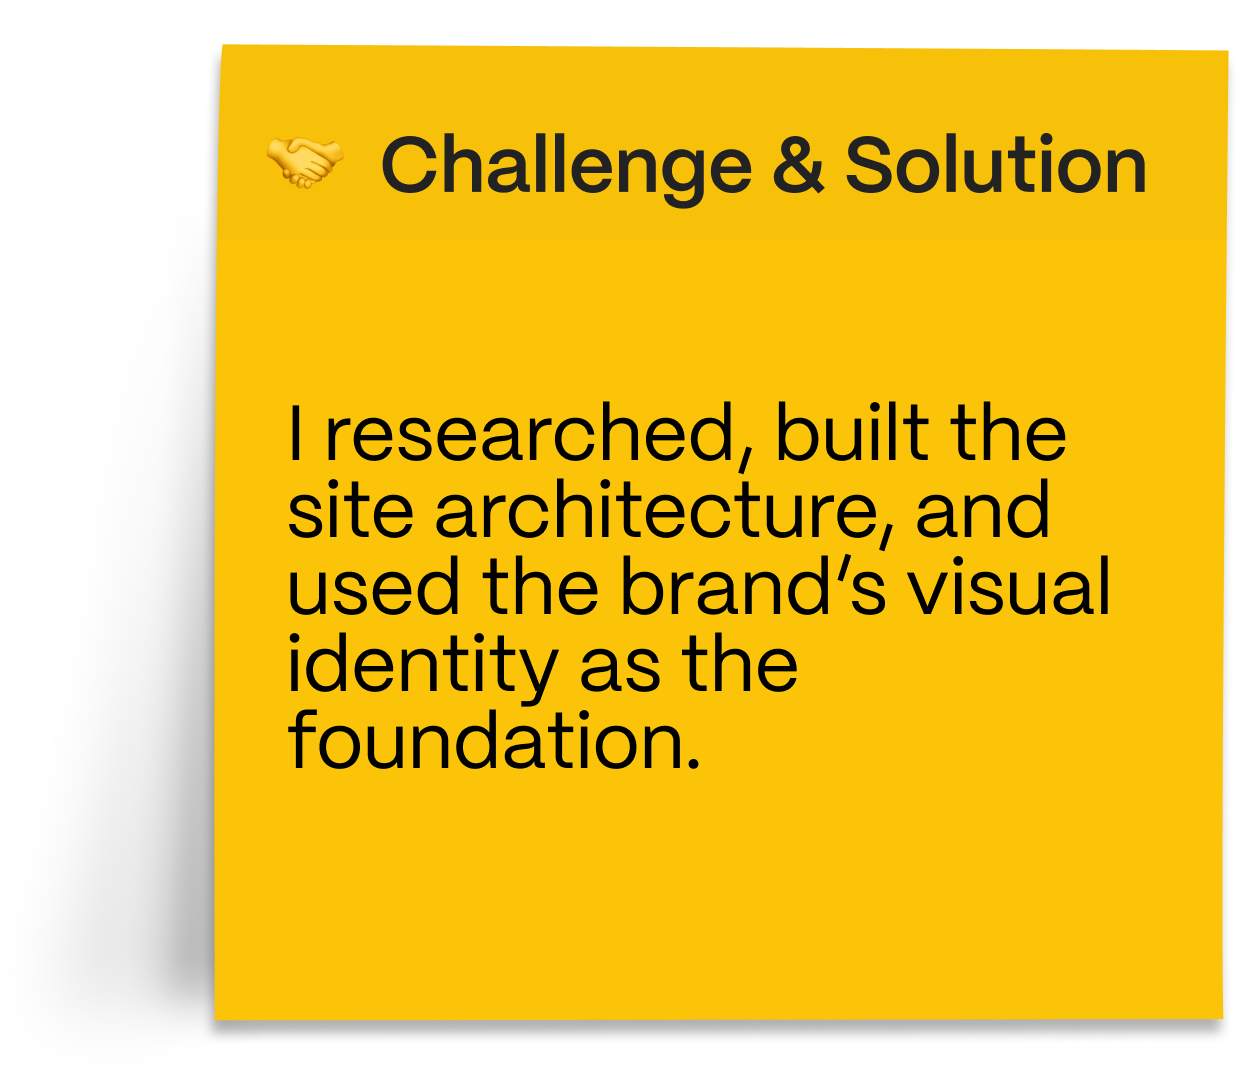 🤝 Challenge & Solution
I researched, built the
site architecture, and
used the brand’s visual
identity as the
foundation.